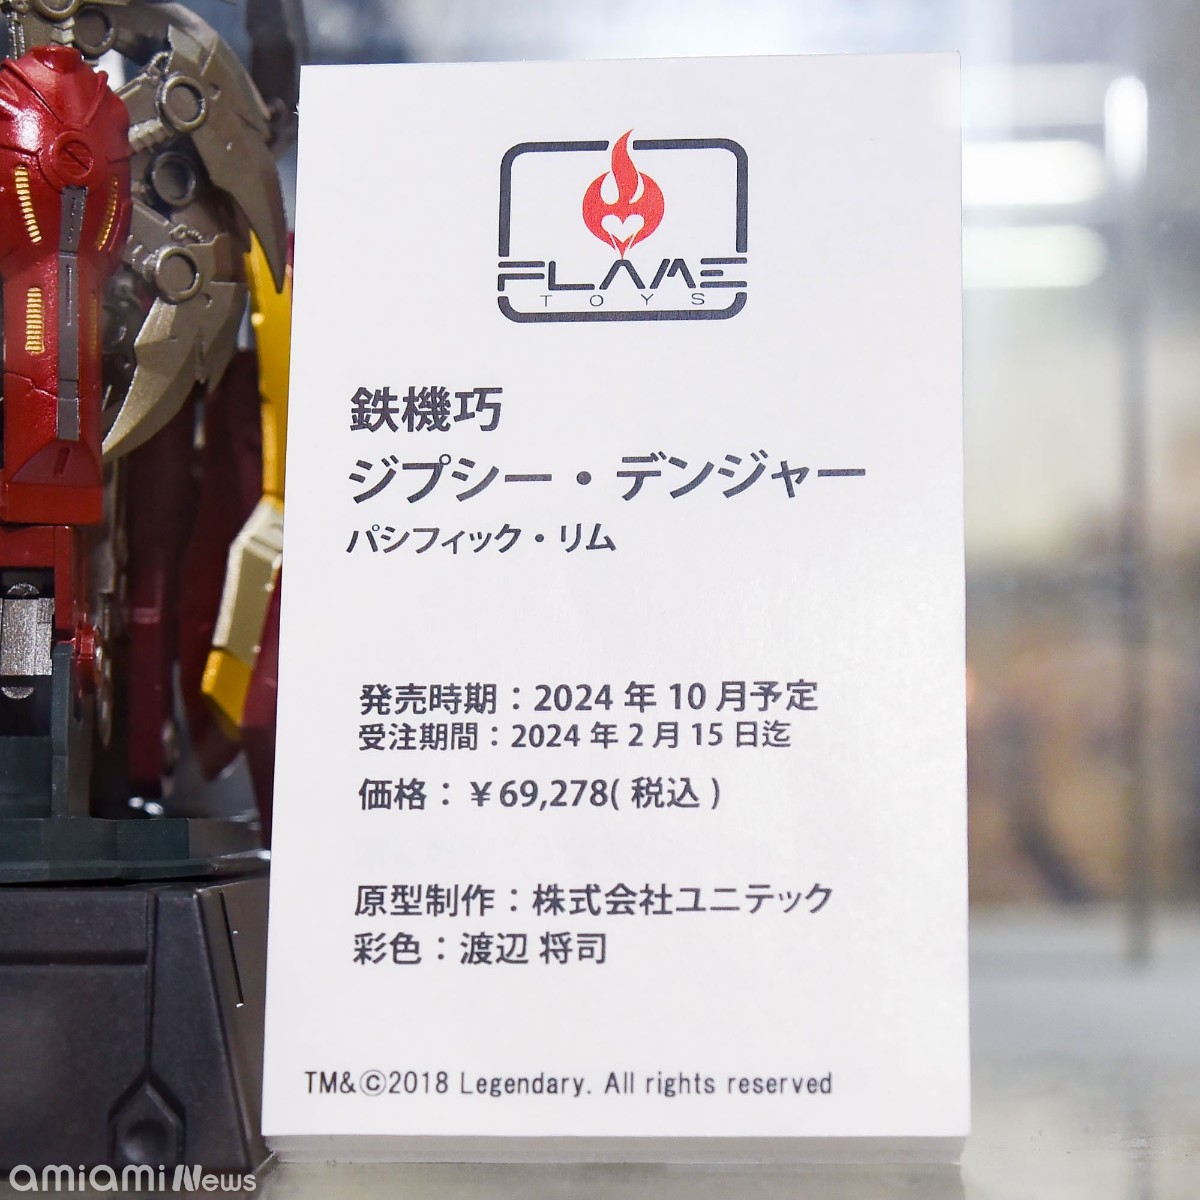 FLAME
TOYS
鉄機巧
ジプシー・デンジャー
パシフィック・リム
発売時期：2024 年 10 月予定
受注期間：2024 年 2 月 15 日迄
価格：￥69,278( 税込 )
原型制作：株式会社ユニテック
彩色：渡辺 将司
TM&©2018 Legendary. All rights reserved
amiami News